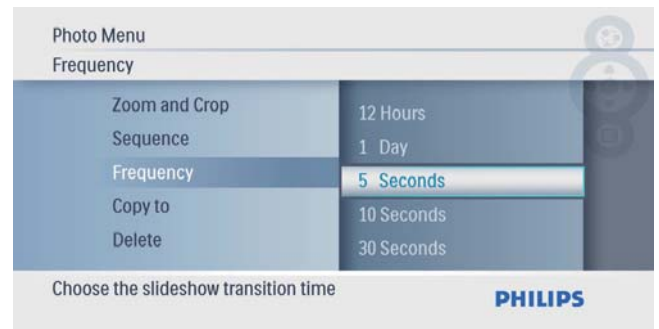 Photo Menu
Frequency
Zoom and Crop
Sequence
Frequency
Copy to
Delete
12 Hours
1 Day
5 Seconds
10 Seconds
30 Seconds
Choose the slideshow transition time
PHILIPS